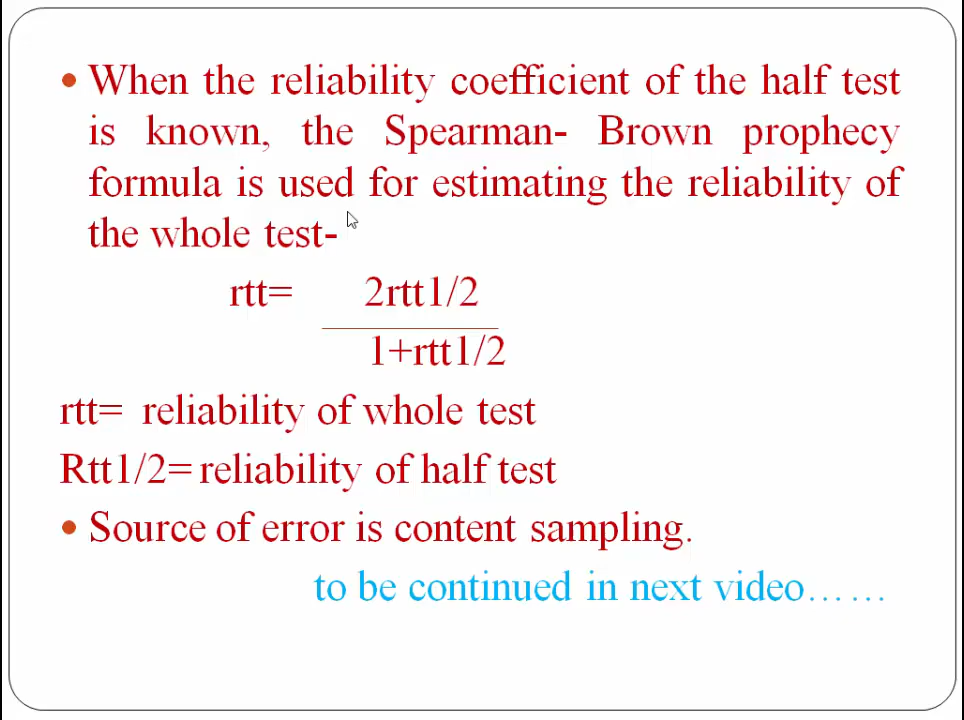 • When the reliability coefficient of the half test
is known, the Spearman- Brown prophecy
formula is used for estimating the reliability of
the whole test-
rtt= 2rtt1/2
1+rtt1/2
rtt= reliability of whole test
Rtt1/2= reliability of half test
• Source of error is content sampling.
to be continued in next video……